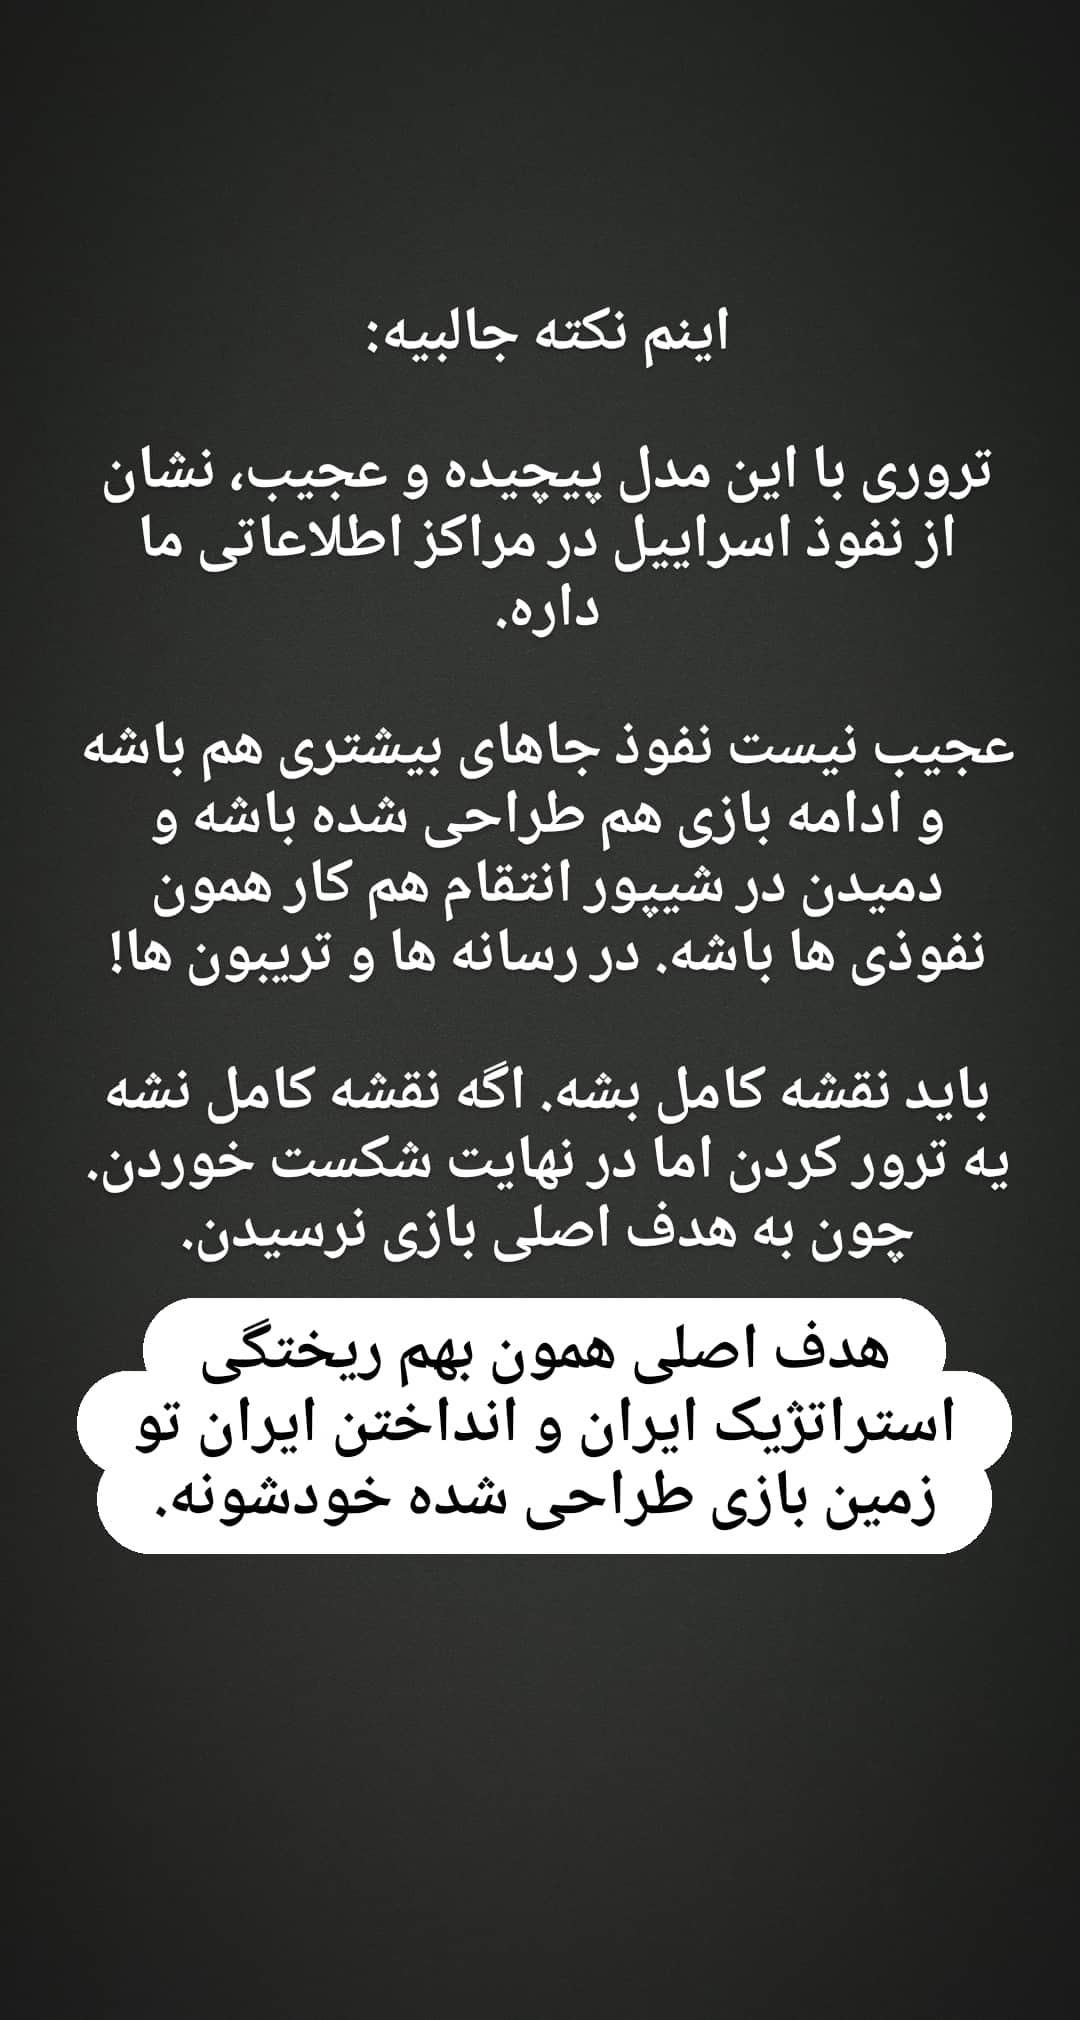 اینم نکته جالبیه:
تروری با این مدل پیچیده و عجیب، نشان
از نفوذ اسراییل در مراکز اطلاعاتی ما
داره.
عجیب نیست نفوذ جاهای بیشتری هم باشه
و ادامه بازی هم طراحی شده باشه و
دمیدن در شیپور انتقام هم کار همون
نفوذی ها باشه. در رسانه ها و تریبون ها!
باید نقشه کامل بشه. اگه نقشه کامل نشه
یه ترور کردن اما در نهایت شکست خوردن.
چون به هدف اصلی بازی نرسیدن.
هدف اصلی همون بهم ریختگی
استراتژیک ایران و انداختن ایران تو
زمین بازی طراحی شده خودشونه.